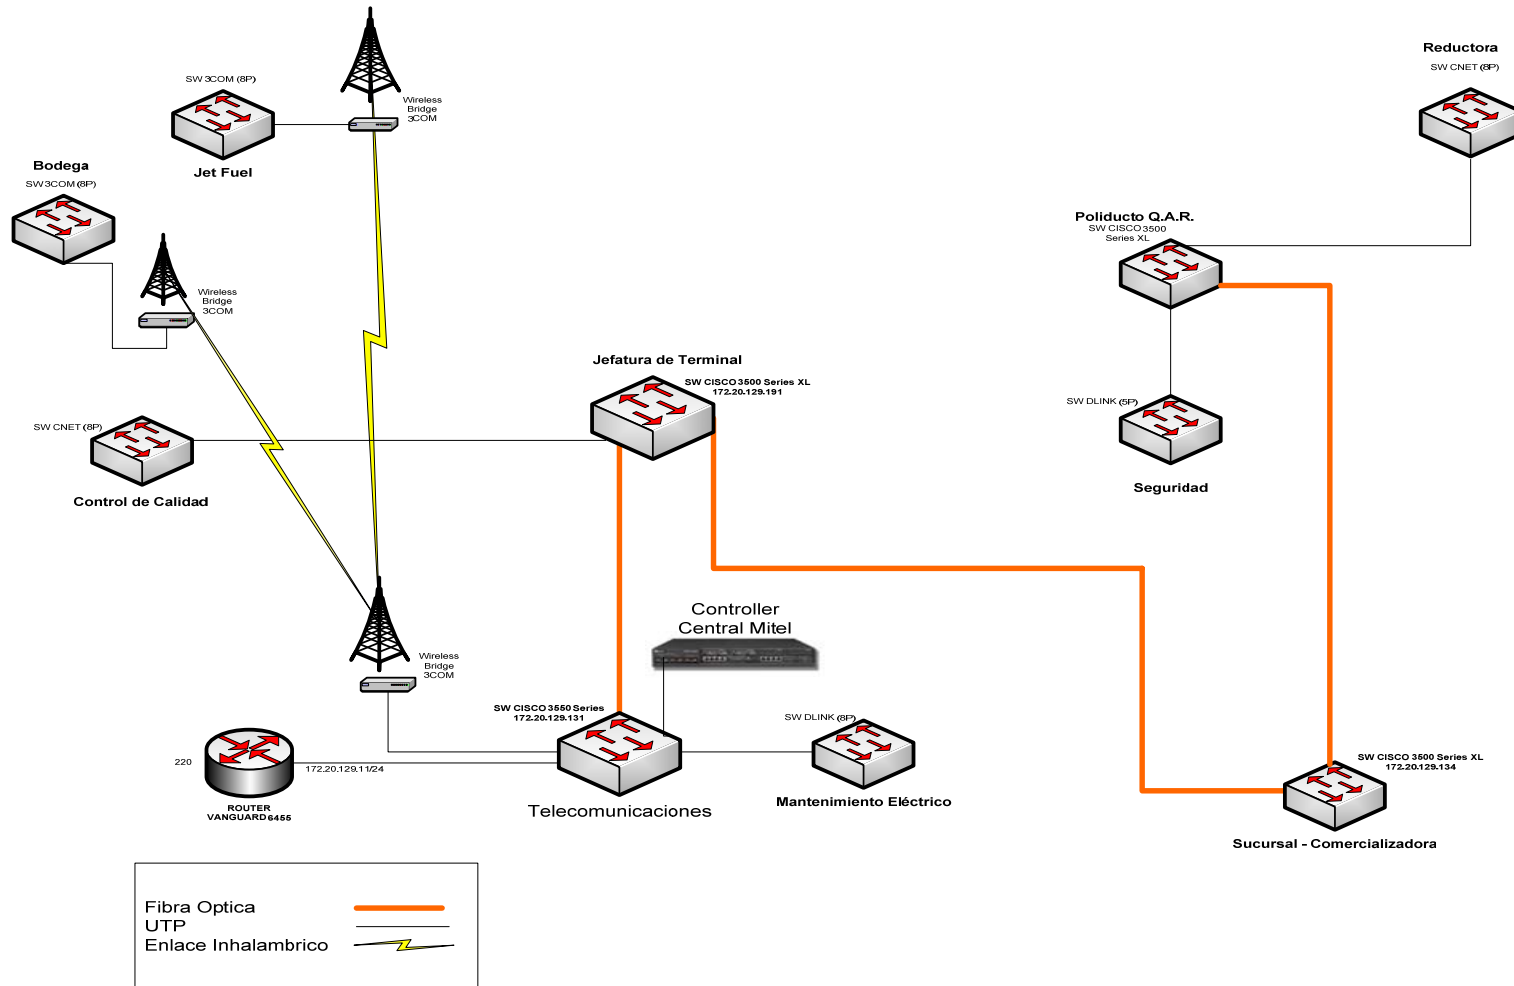 Reductora
SW CNET (8P)
SW 3COM (8P)
Wireless
Bridge
3COM
Jet Fuel
Bodega
SW 3COM (8P)
Wireless
Bridge
3COM
Poliducto Q.A.R.
SW CISCO 3500
Series XL
Jefatura de Terminal
SW CISCO 3500 Series XL
172.20.129.191
SW DLINK (5P)
Seguridad
SW CNET (8P)
Control de Calidad
Controller
Central Mitel
Wireless
Bridge
3COM
SW CISCO 3550 Series
172.20.129.131
SW DLINK (8P)
220
172.20.129.11/24
ROUTER
VANGUARD 6455
Telecomunicaciones
Mantenimiento Eléctrico
SW CISCO 3500 Series XL
172.20.129.134
Sucursal - Comercializadora
Fibra Optica
UTP
Enlace Inhalambrico